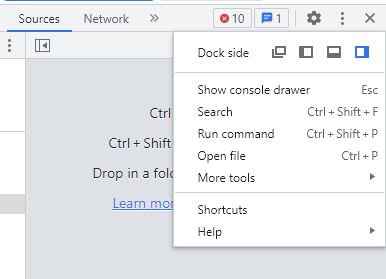 Sources Network » 10 1
Dock side
Show console drawer Esc
Search Ctrl + Shift + F
Run command Ctrl + Shift + P
Open file Ctrl + P
More tools
Shortcuts
Help
Ctrl
Ctrl + Shift
Drop in a fol
Learn mor